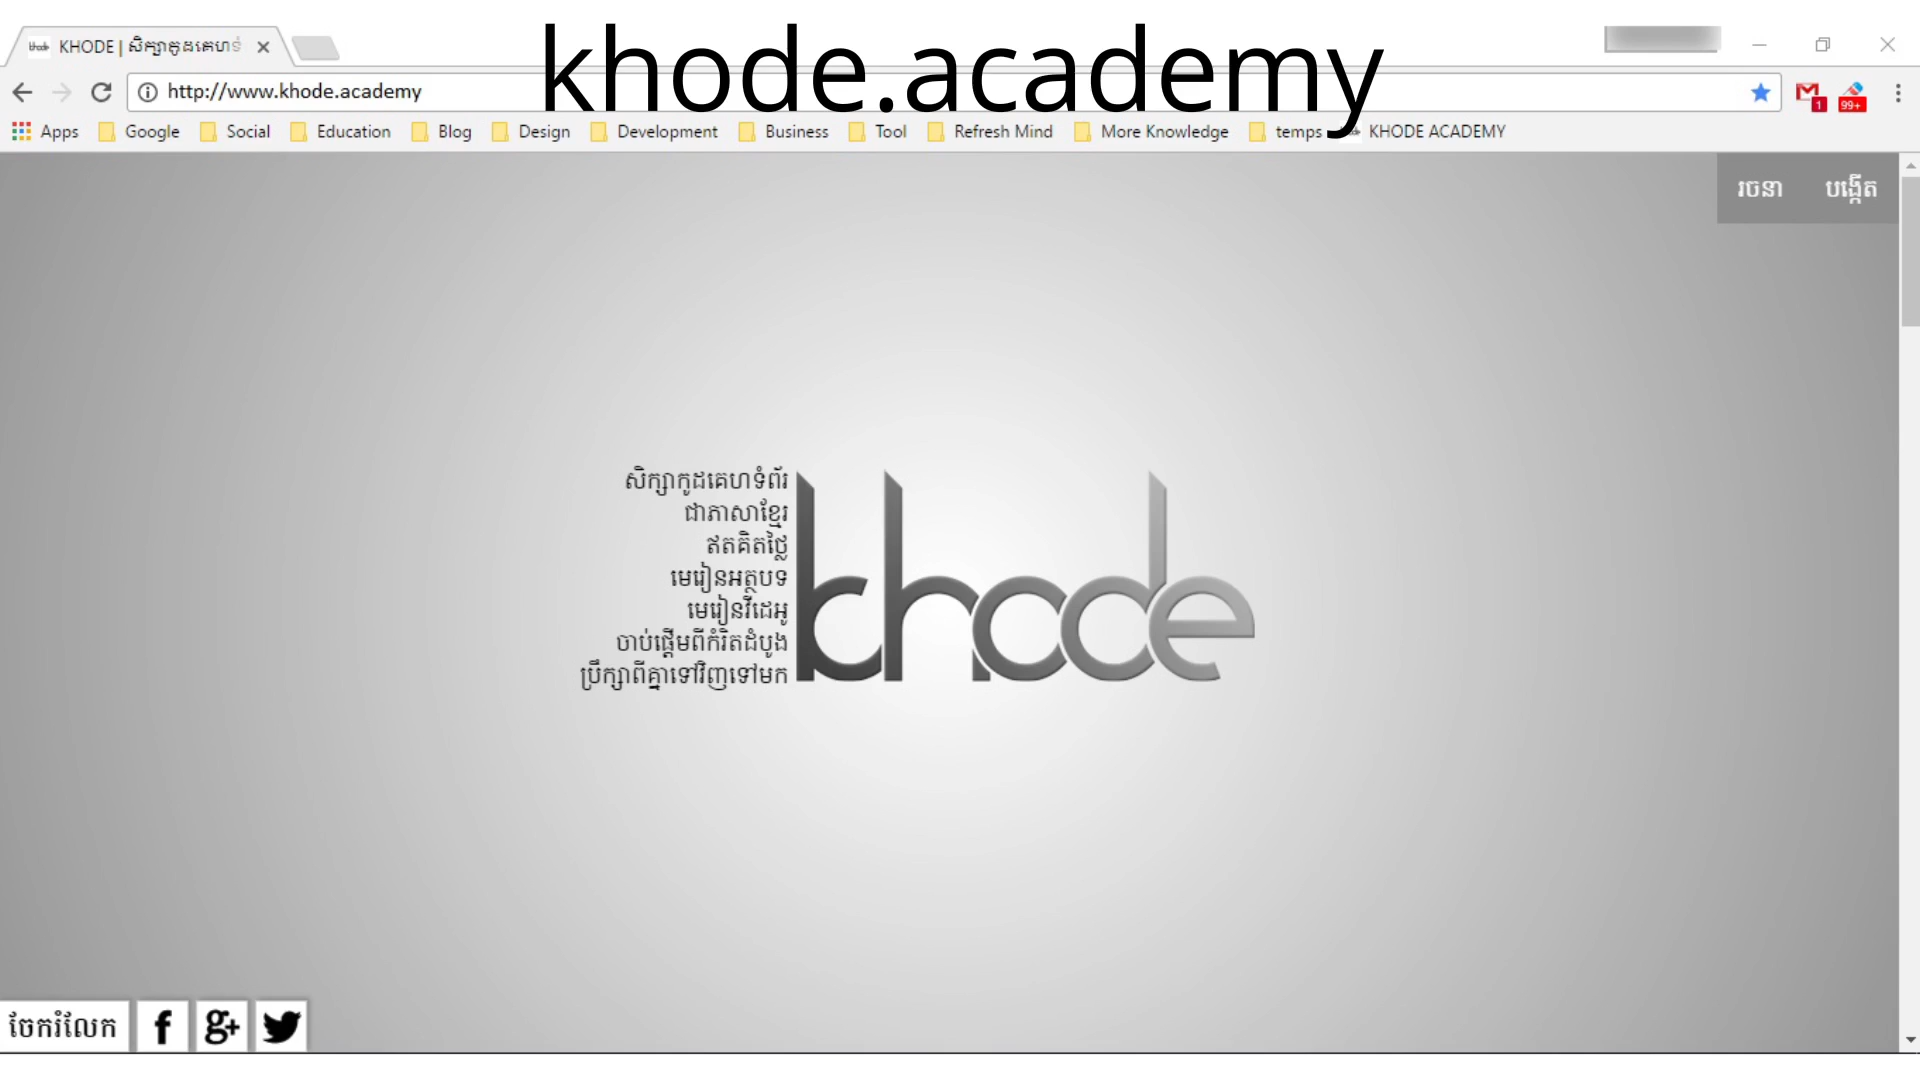 khode.academy
KHODE | សិក្សាកូដគេហទំ
http://www.khode.academy
1
99+
Apps Google Social Education Blog Design Development Business Tool Refresh Mind More Knowledge temps KHODE ACADEMY
រចនា បង្កើត
សិក្សាកូដគេហទំព័រ
ជាភាសាខ្មែរ
ឥតគិតថ្លៃ
មេរៀនអត្ថបទ
មេរៀនវីដេអូ
ចាប់ផ្តើមពីកំរិតដំបូង
ប្រឹក្សាពីគ្នាទៅវិញទៅមក
khode
ចែករំលែក f g+